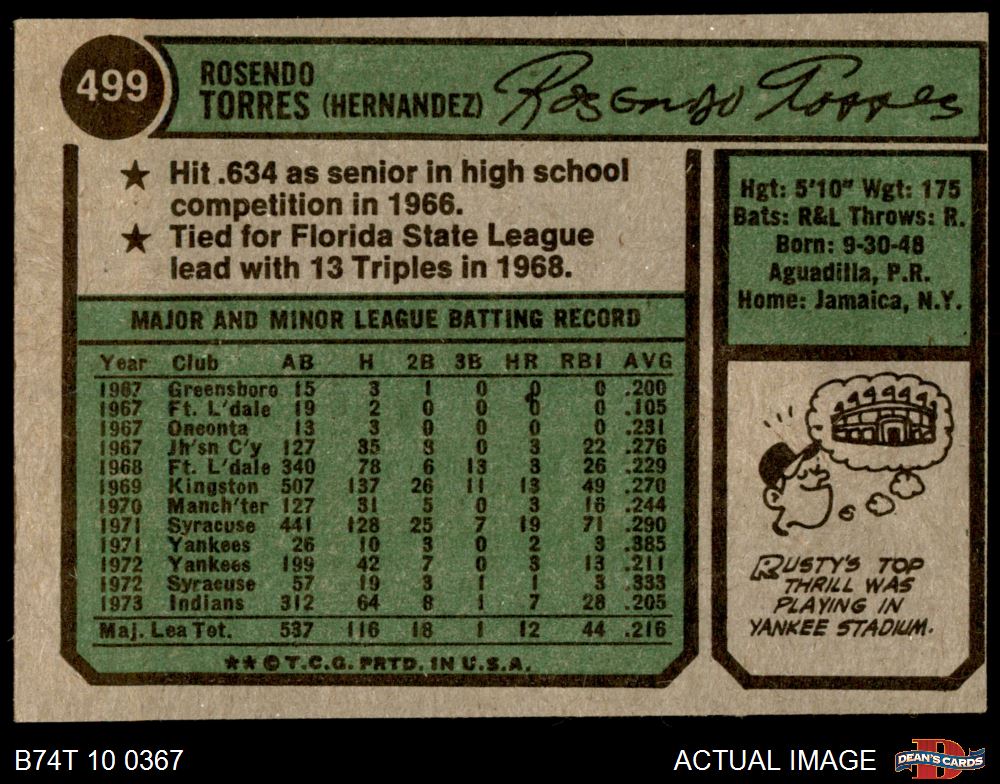 499
ROSENDO
TORRES (HERNANDEZ) Rosendo Torres
★ Hit .634 as senior in high school
competition in 1966.
★ Tied for Florida State League
lead with 13 Triples in 1968.
MAJOR AND MINOR LEAGUE BATTING RECORD
Year Club AB H 2B 3B HR RBI AVG
1967 Greensboro 15 3 1 0 0 0 .200
1967 Ft. L'dale 19 2 0 0 0 0 .105
1967 Oneonta 13 3 0 0 0 0 .231
1967 Jh'sn C'y 127 35 3 0 3 22 .276
1968 Ft. L'dale 340 78 6 13 3 26 .229
1969 Kingston 507 137 26 11 13 49 .270
1970 Manch'ter 127 31 5 0 3 16 .244
1971 Syracuse 441 128 25 7 19 71 .290
1971 Yankees 26 10 3 0 2 3 .385
1972 Yankees 199 42 7 0 3 13 .211
1972 Syracuse 57 19 3 1 1 3 .333
1973 Indians 312 64 8 1 7 28 .205
Maj. Lea Tot. 537 116 18 1 12 44 .216
★★ © T.C.G. PRTD. IN U.S.A.
Hgt: 5'10" Wgt: 175
Bats: R&L Throws: R.
Born: 9-30-48
Aguadilla, P.R.
Home: Jamaica, N.Y.
RUSTY'S TOP
THRILL WAS
PLAYING IN
YANKEE STADIUM.
B74T 10 0367
ACTUAL IMAGE
DEAN'S CARDS